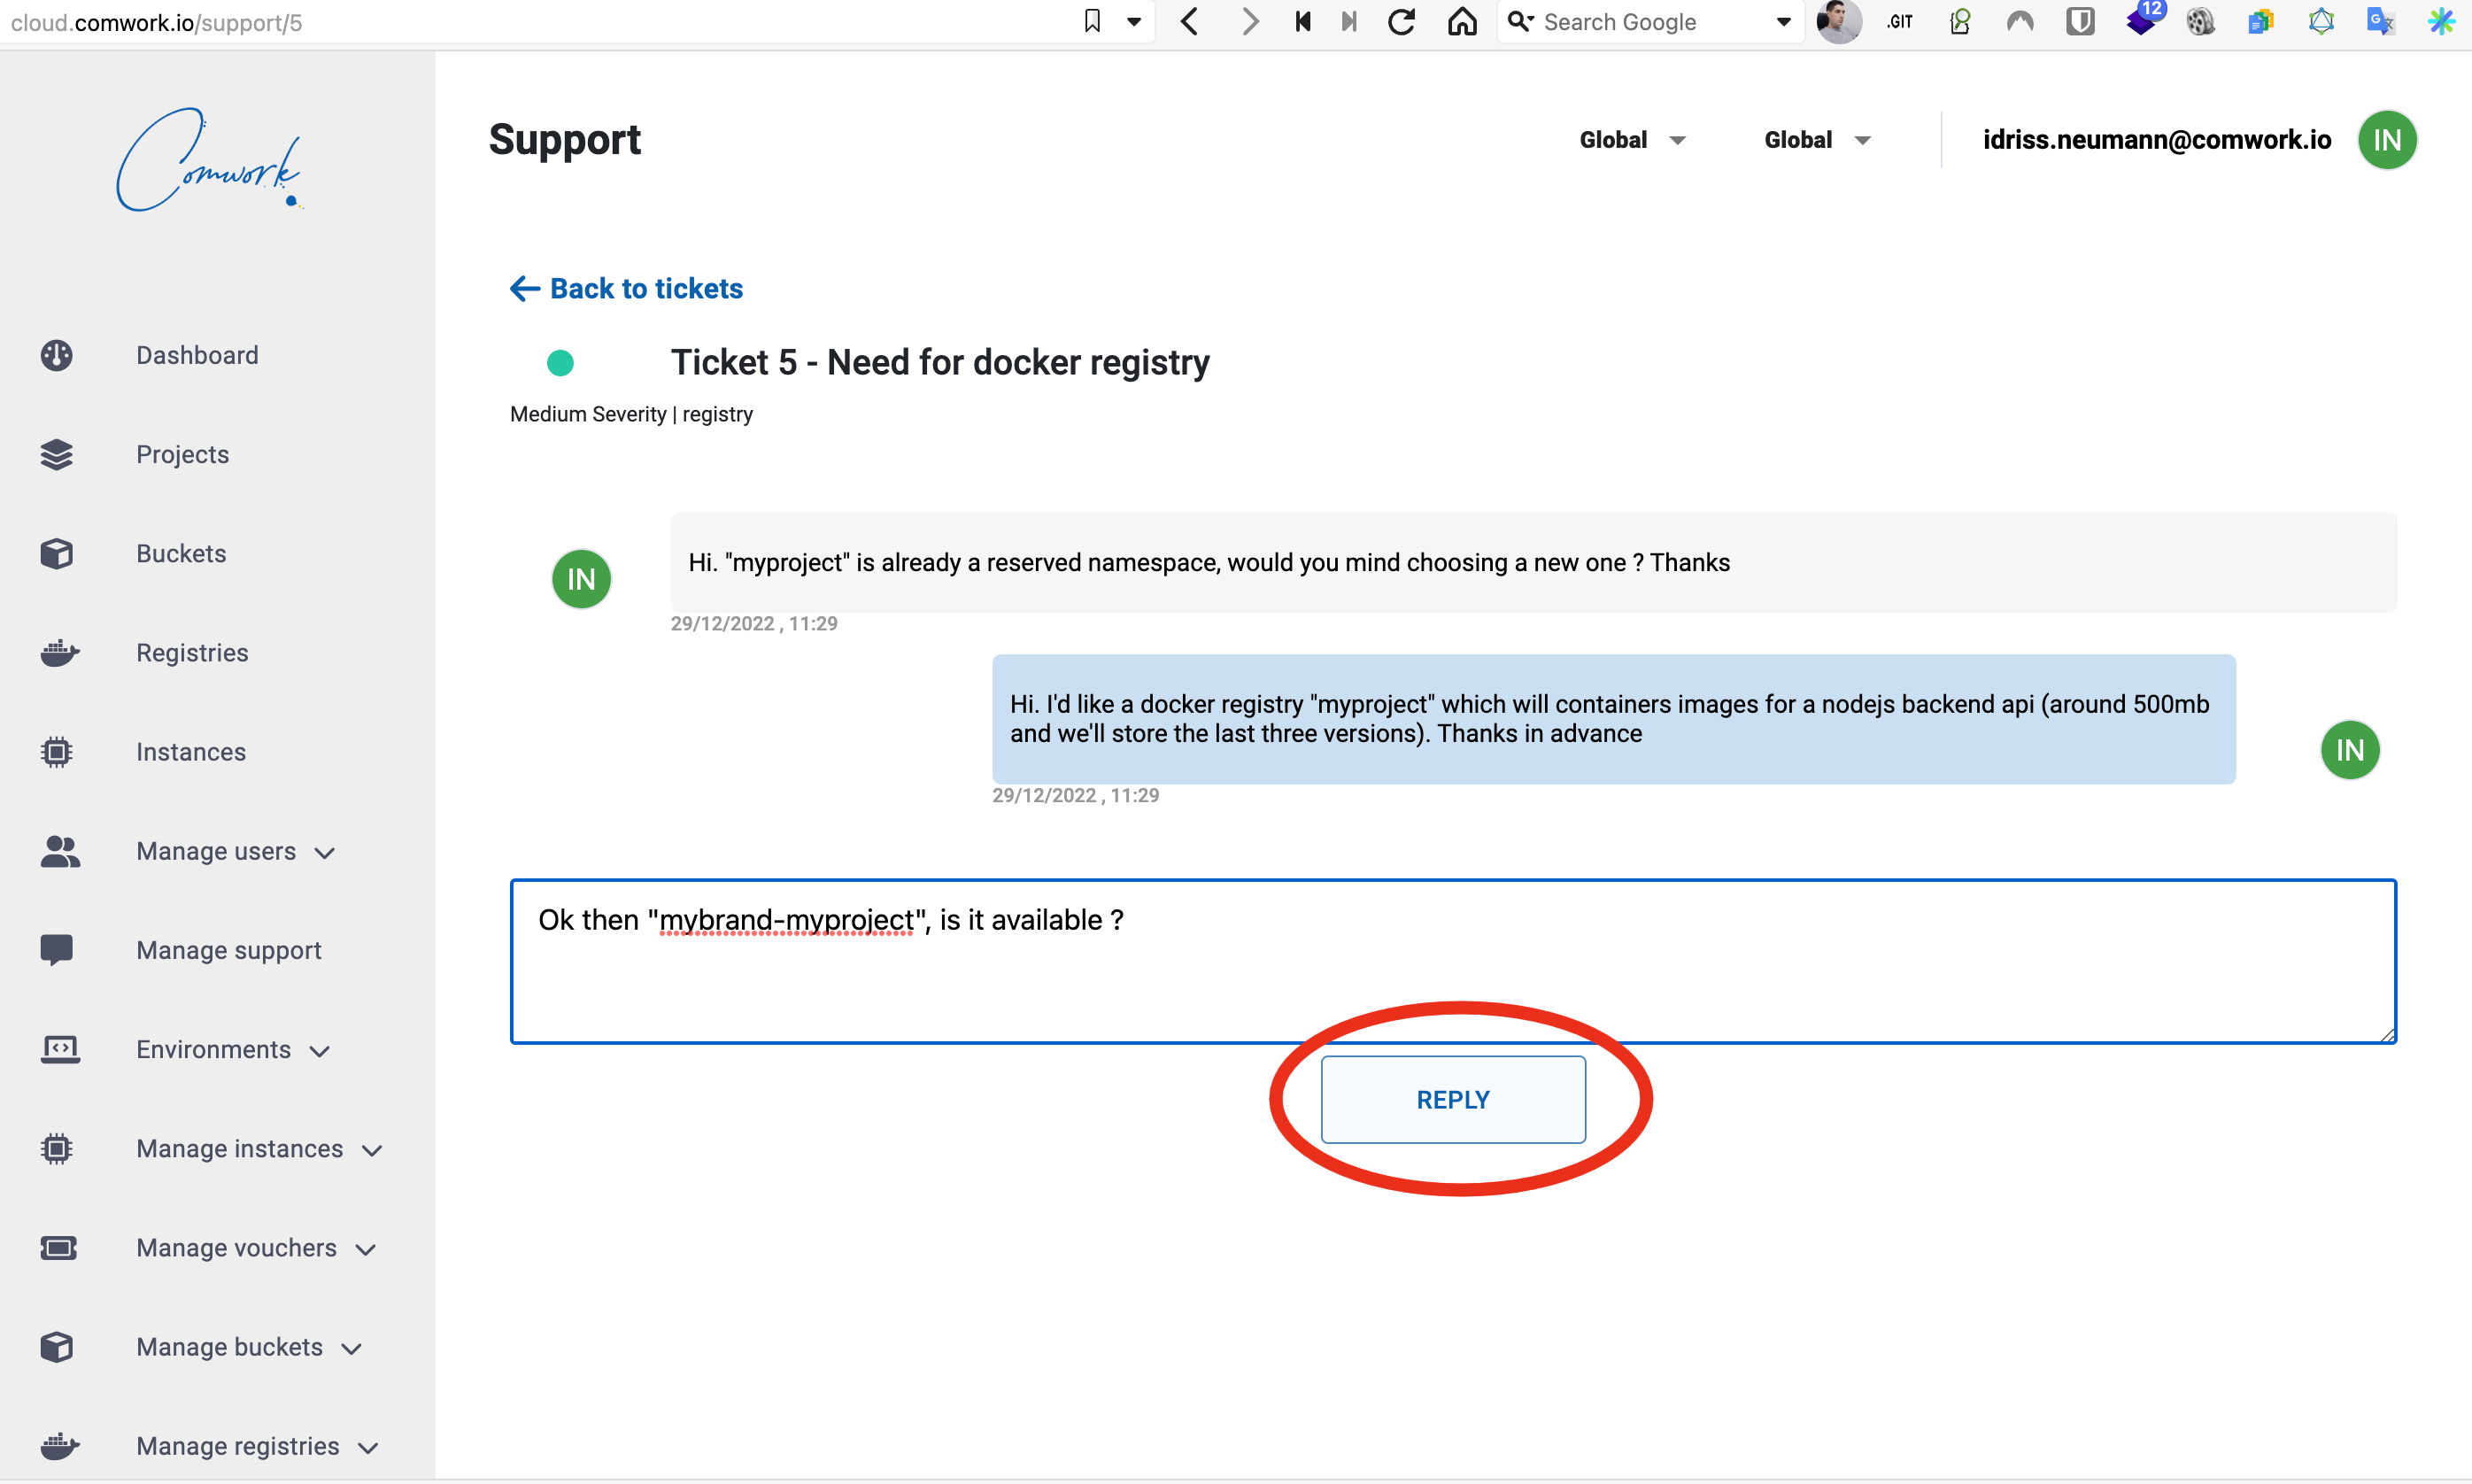 cloud.comwork.io/support/5
Search Google
.GIT
12
Comwork
Support
Global
Global
idriss.neumann@comwork.io
IN
Back to tickets
Dashboard
Ticket 5 - Need for docker registry
Medium Severity | registry
Projects
Buckets
IN
Hi. "myproject" is already a reserved namespace, would you mind choosing a new one ? Thanks
29/12/2022 , 11:29
Registries
Hi. I'd like a docker registry "myproject" which will containers images for a nodejs backend api (around 500mb
and we'll store the last three versions). Thanks in advance
IN
29/12/2022 , 11:29
Instances
Manage users
Ok then "mybrand-myproject", is it available ?
Manage support
Environments
REPLY
Manage instances
Manage vouchers
Manage buckets
Manage registries